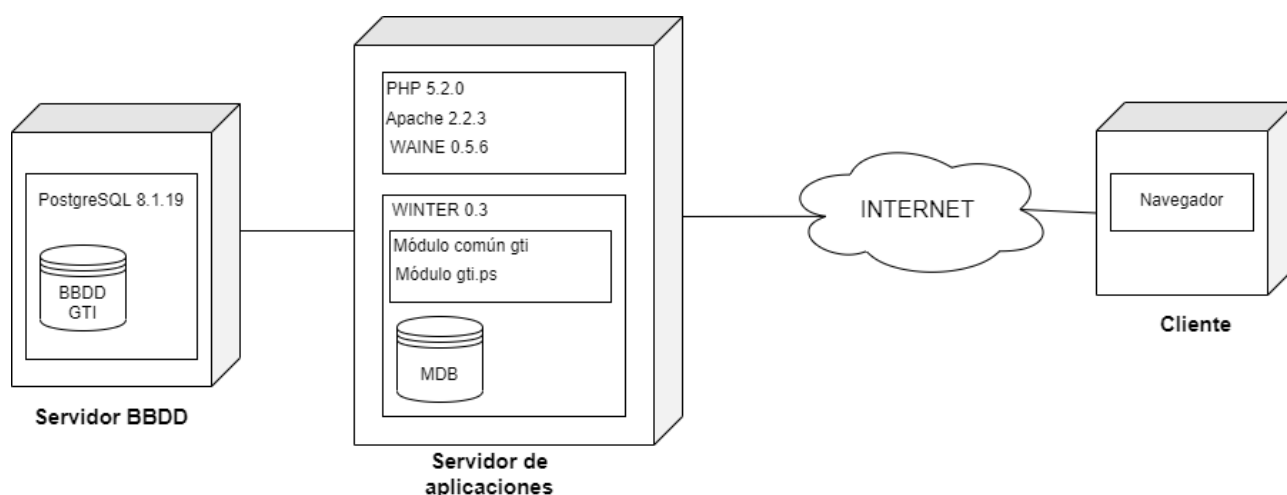 PostgreSQL 8.1.19
BBDD
GTI
Servidor BBDD
PHP 5.2.0
Apache 2.2.3
WAINE 0.5.6
WINTER 0.3
Módulo común gti
Módulo gti.ps
MDB
Servidor de
aplicaciones
INTERNET
Navegador
Cliente